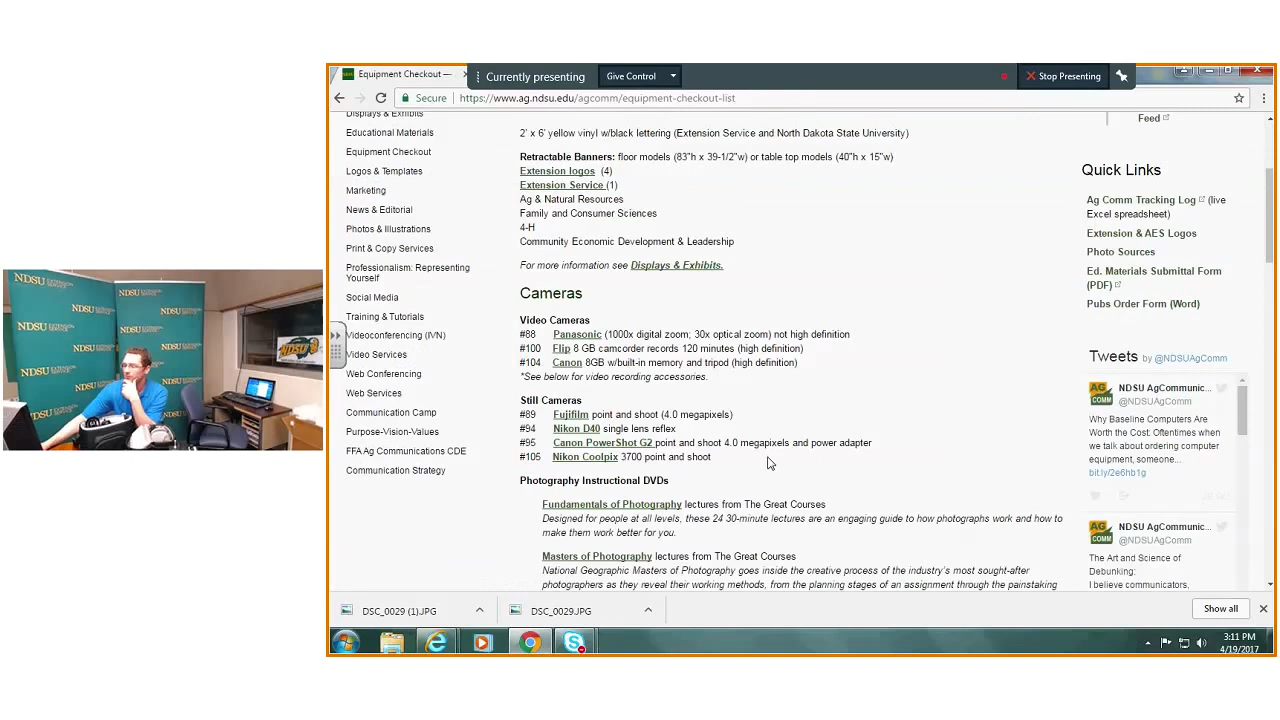 Equipment Checkout —
Currently presenting
Give Control
Stop Presenting
Secure
https://www.ag.ndsu.edu/agcomm/equipment-checkout-list
Displays & Exhibits
Educational Materials
Equipment Checkout
Logos & Templates
Marketing
News & Editorial
Photos & Illustrations
Print & Copy Services
Professionalism: Representing
Yourself
Social Media
Training & Tutorials
Videoconferencing (IVN)
Video Services
Web Conferencing
Web Services
Communication Camp
Purpose-Vision-Values
FFA Ag Communications CDE
Communication Strategy
2' x 6' yellow vinyl w/black lettering (Extension Service and North Dakota State University)
Retractable Banners: floor models (83"h x 39-1/2"w) or table top models (40"h x 15"w)
Extension logos (4)
Extension Service (1)
Ag & Natural Resources
Family and Consumer Sciences
4-H
Community Economic Development & Leadership
For more information see Displays & Exhibits.
Cameras
Video Cameras
#88 Panasonic (1000x digital zoom; 30x optical zoom) not high definition
#100 Flip 8 GB camcorder records 120 minutes (high definition)
#104 Canon 8GB w/built-in memory and tripod (high definition)
*See below for video recording accessories.
Still Cameras
#89 Fujifilm point and shoot (4.0 megapixels)
#94 Nikon D40 single lens reflex
#95 Canon PowerShot G2 point and shoot 4.0 megapixels and power adapter
#105 Nikon Coolpix 3700 point and shoot
Photography Instructional DVDs
Fundamentals of Photography lectures from The Great Courses
Designed for people at all levels, these 24 30-minute lectures are an engaging guide to how photographs work and how to
make them work better for you.
Masters of Photography lectures from The Great Courses
National Geographic Masters of Photography goes inside the creative process of the industry's most sought-after
photographers as they reveal their working methods, from the planning stages of an assignment through the painstaking
Feed
Quick Links
Ag Comm Tracking Log (live
Excel spreadsheet)
Extension & AES Logos
Photo Sources
Ed. Materials Submittal Form
(PDF)
Pubs Order Form (Word)
Tweets by @NDSUAgComm
AG
COMM
NDSU AgCommunic...
@NDSUAgComm
Why Baseline Computers Are
Worth the Cost: Oftentimes when
we talk about ordering computer
equipment, someone...
bit.ly/2e6hb1g
AG
COMM
NDSU AgCommunic...
@NDSUAgComm
The Art and Science of
Debunking:
I believe communicators,
DSC_0029 (1).JPG
DSC_0029.JPG
Show all
3:11 PM
4/19/2017
NDSU
EXTENSION SERVICE
NDSU